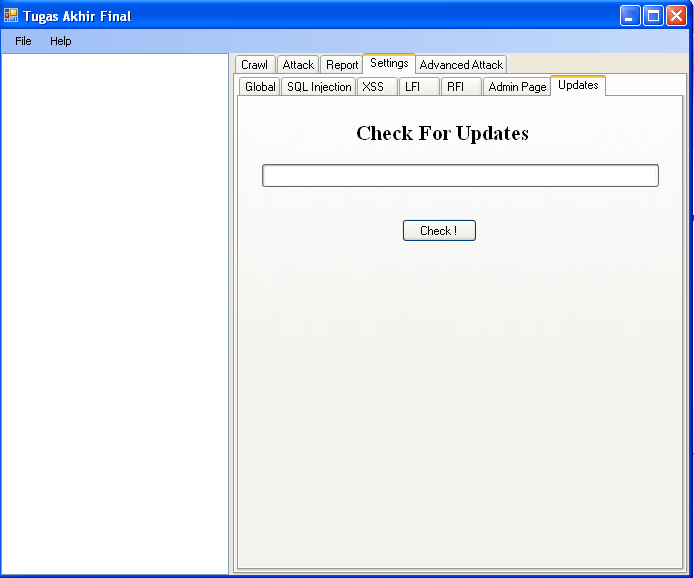 Tugas Akhir Final
File Help
Crawl Attack Report Settings Advanced Attack
Global SQL Injection XSS LFI RFI Admin Page Updates
Check For Updates
Check !